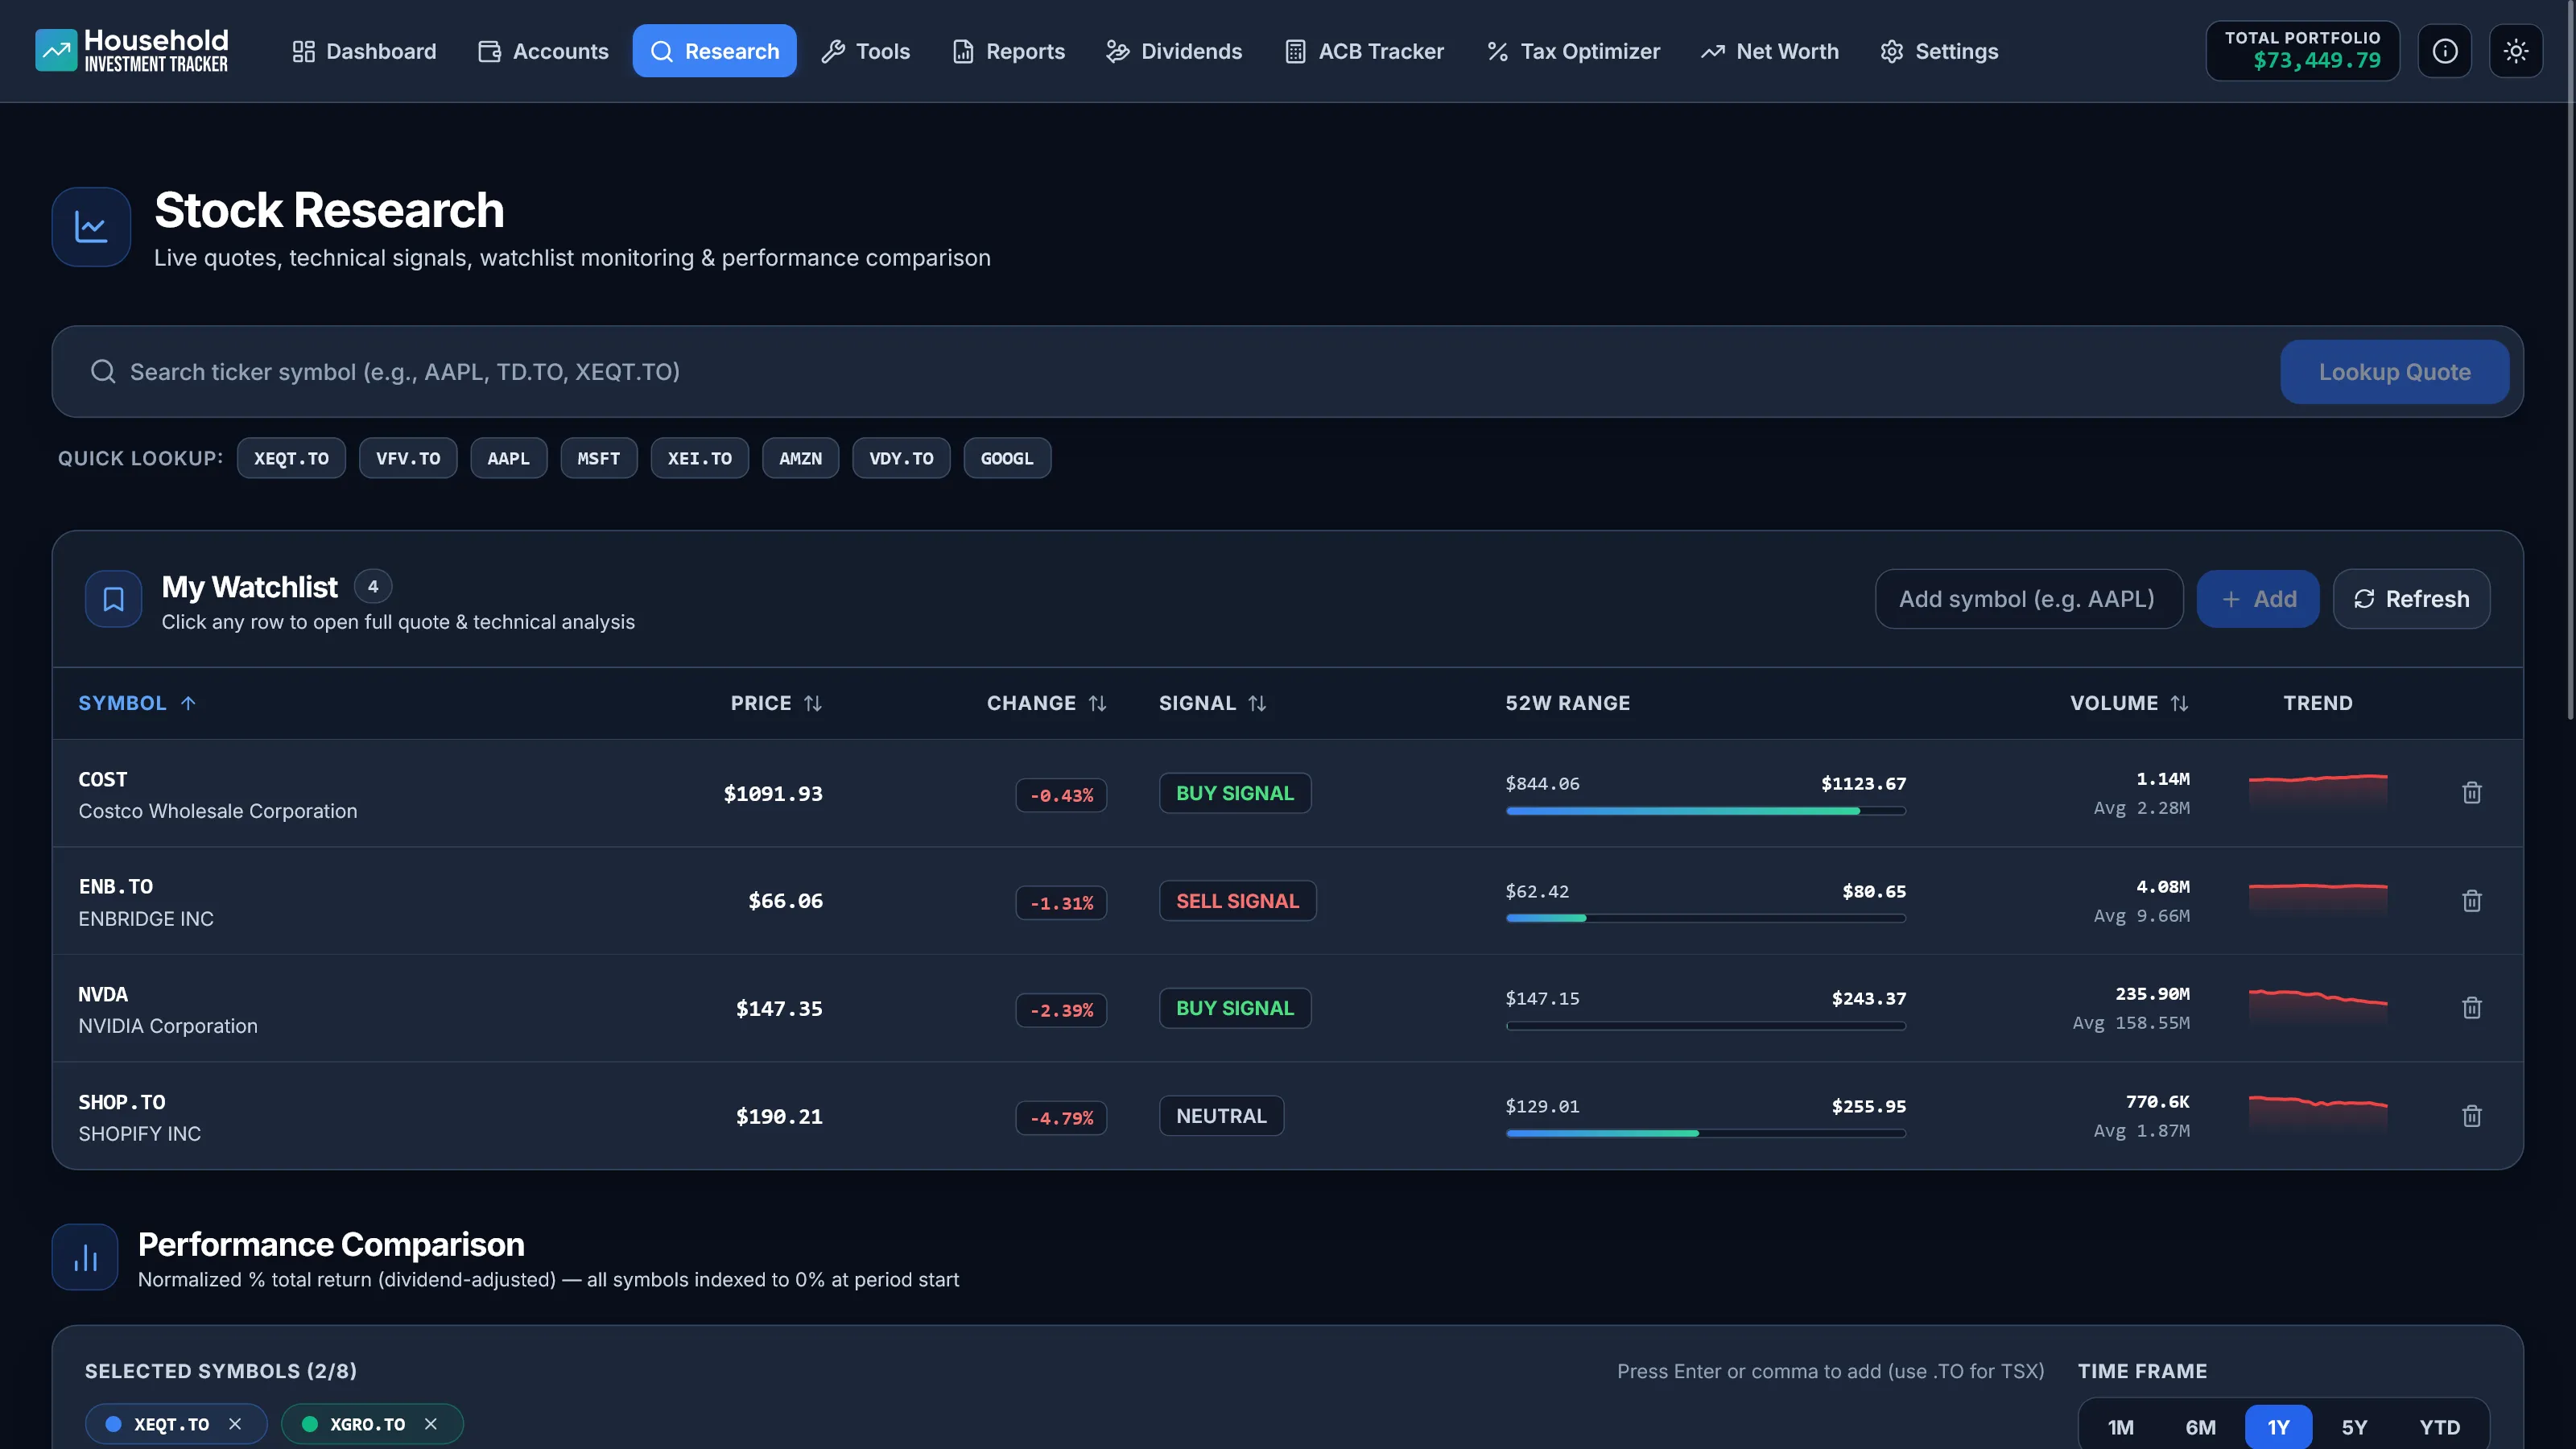 Household
INVESTMENT TRACKER
Dashboard
Accounts
Research
Tools
Reports
Dividends
ACB Tracker
Tax Optimizer
Net Worth
Settings
TOTAL PORTFOLIO
$73,449.79
Stock Research
Live quotes, technical signals, watchlist monitoring & performance comparison
Search ticker symbol (e.g., AAPL, TD.TO, XEQT.TO)
Lookup Quote
QUICK LOOKUP: XEQT.TO VFV.TO AAPL MSFT XEI.TO AMZN VDY.TO GOOGL
My Watchlist 4
Click any row to open full quote & technical analysis
Add symbol (e.g. AAPL)
+ Add
Refresh
SYMBOL PRICE CHANGE SIGNAL 52W RANGE VOLUME TREND
COST
Costco Wholesale Corporation
$1091.93
-0.43%
BUY SIGNAL
$844.06 $1123.67
1.14M
Avg 2.28M
ENB.TO
ENBRIDGE INC
$66.06
-1.31%
SELL SIGNAL
$62.42 $80.65
4.08M
Avg 9.66M
NVDA
NVIDIA Corporation
$147.35
-2.39%
BUY SIGNAL
$147.15 $243.37
235.90M
Avg 158.55M
SHOP.TO
SHOPIFY INC
$190.21
-4.79%
NEUTRAL
$129.01 $255.95
770.6K
Avg 1.87M
Performance Comparison
Normalized % total return (dividend-adjusted) — all symbols indexed to 0% at period start
SELECTED SYMBOLS (2/8)
Press Enter or comma to add (use .TO for TSX)
XEQT.TO
XGRO.TO
TIME FRAME
1M 6M 1Y 5Y YTD